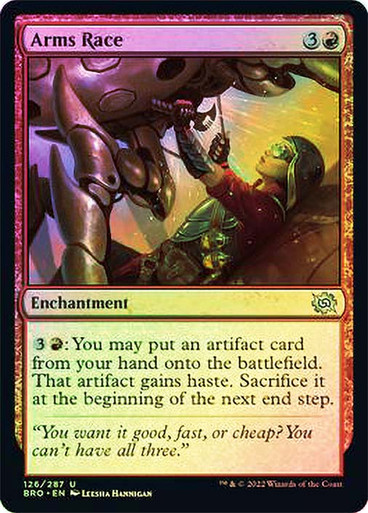 Arms Race 3
Enchantment
3 : You may put an artifact card
from your hand onto the battlefield.
That artifact gains haste. Sacrifice it
at the beginning of the next end step.
"You want it good, fast, or cheap? You
can't have all three."
126/287 U
BRO • EN LEESHA HANNIGAN
™ & © 2022 Wizards of the Coast